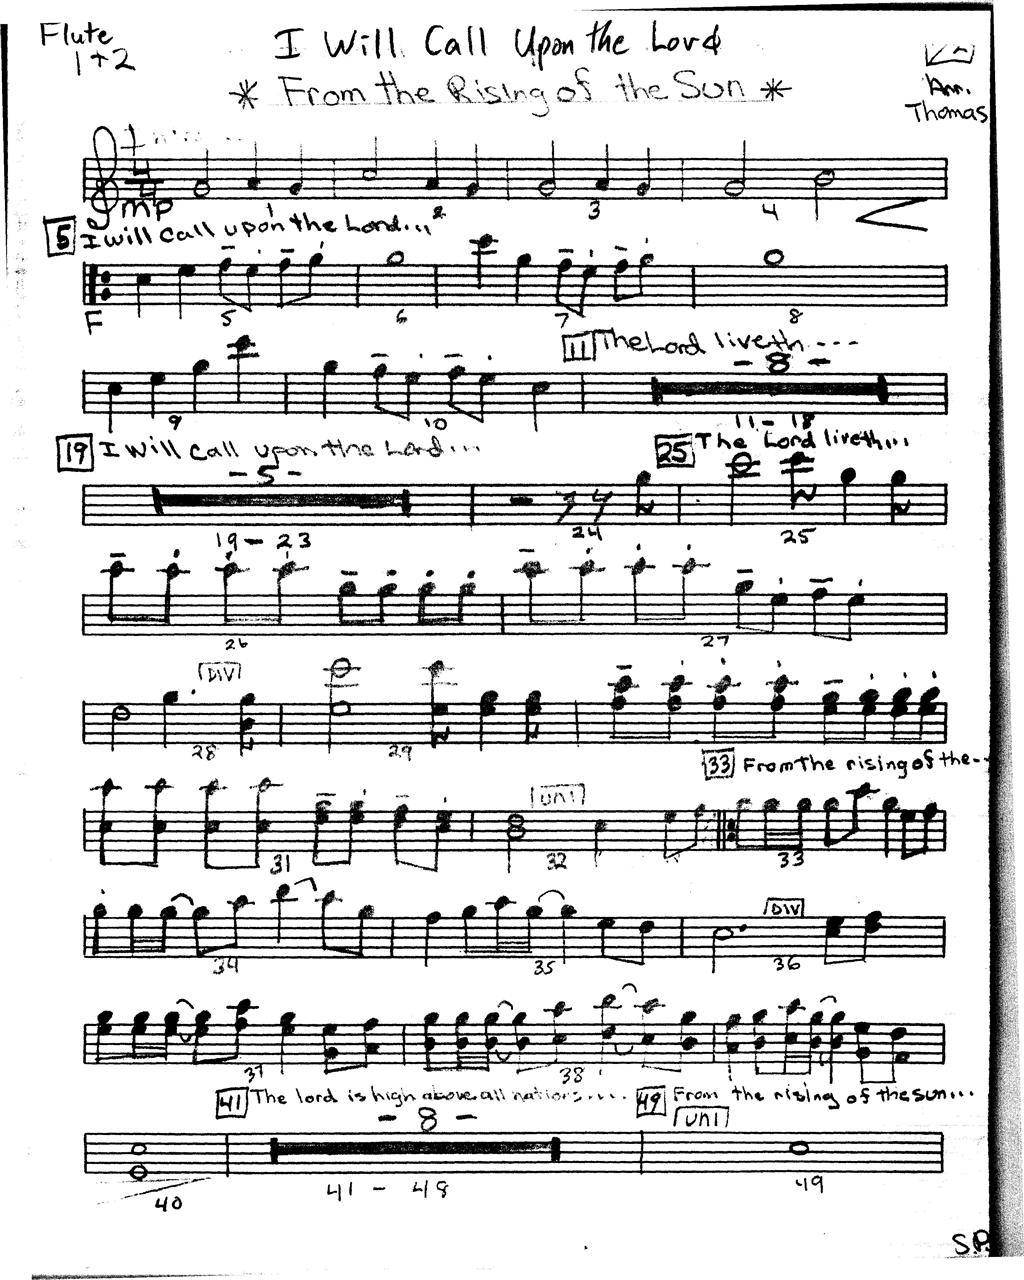 Flute
1+2
I Will Call Upon the Lord
* From the Rising of the Sun *
Arr.
Thomas
mp
1 2 3 4
5 I will call upon the Lord...
F 5 6 7 8
11 The Lord liveth ----
- 8 -
9 10 11 - 18
19 I Will call upon the Lord...
25 The Lord liveth...
- 5 -
19 - 23 24 25
26 27
DIV
28 29
33 From the rising of the...
UNI
31 32 33
34 35 36
DIV
37 38
41 The lord is high above all nations.....
49 From the rising of the sun...
- 8 -
UNI
40 41 - 48 49
S.P.